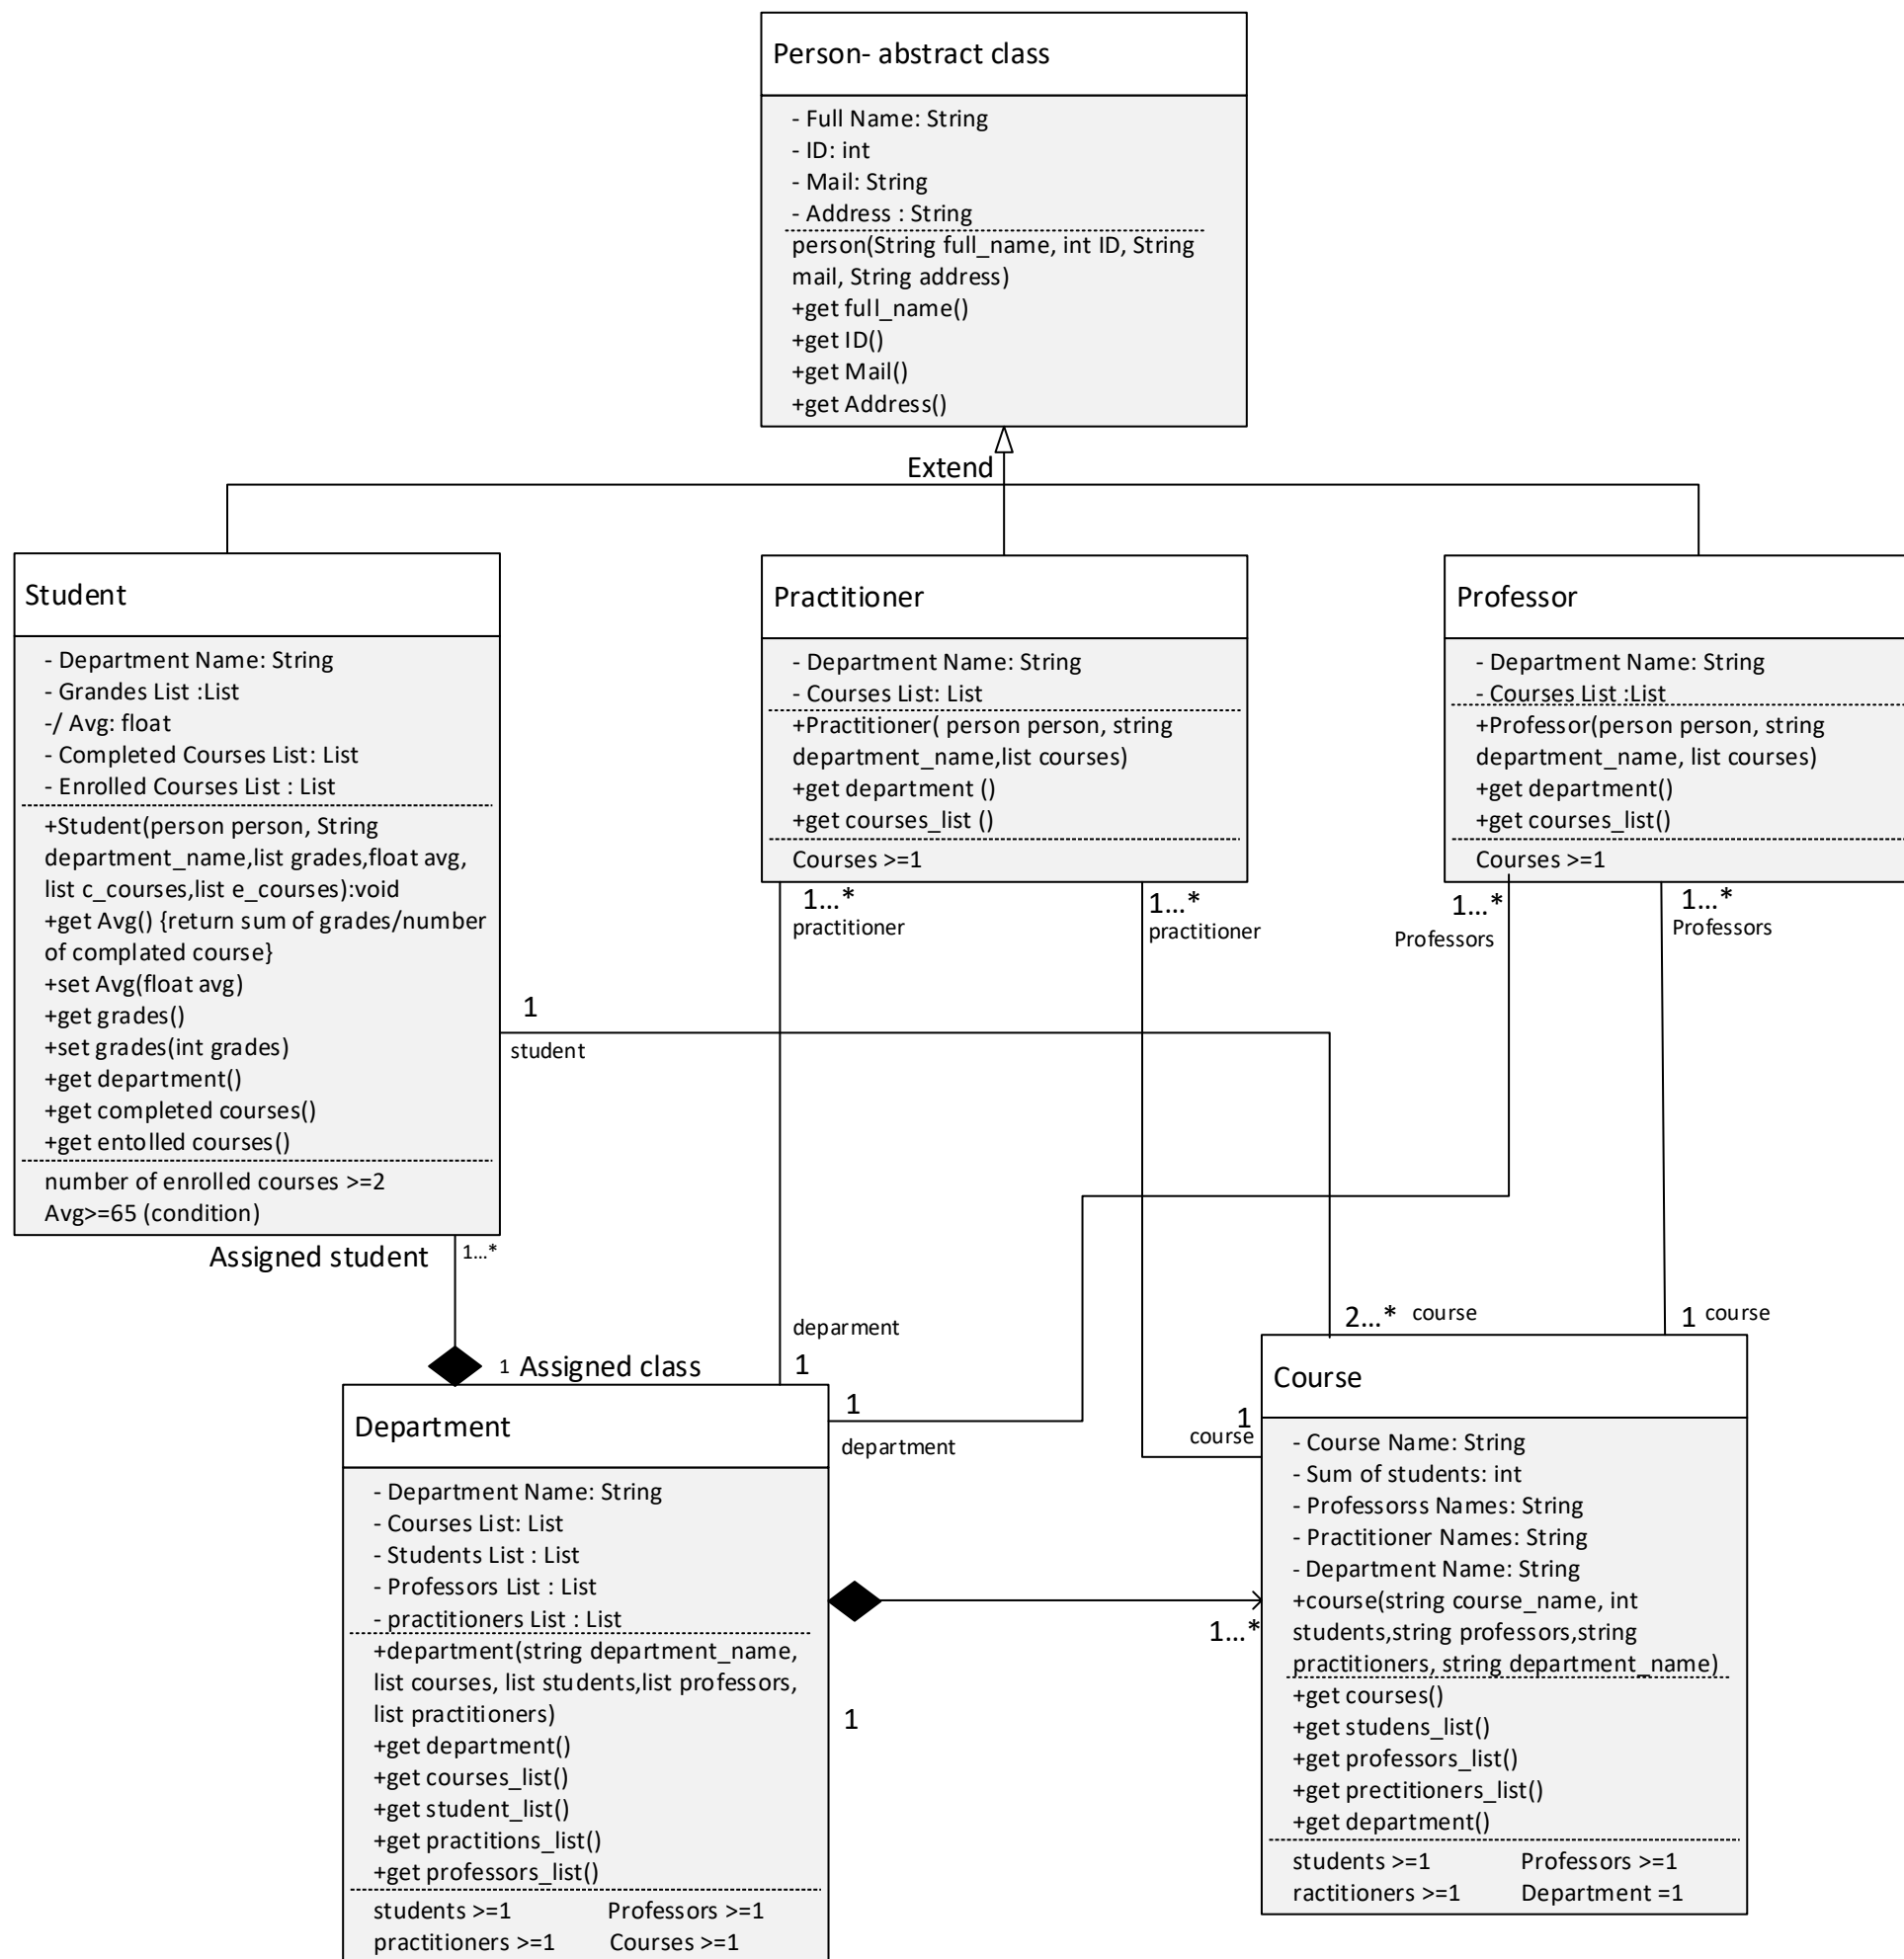 Person- abstract class
- Full Name: String
- ID: int
- Mail: String
- Address : String
person(String full_name, int ID, String
mail, String address)
+get full_name()
+get ID()
+get Mail()
+get Address()
Extend
Student
- Department Name: String
- Grandes List :List
-/ Avg: float
- Completed Courses List: List
- Enrolled Courses List : List
+Student(person person, String
department_name,list grades,float avg,
list c_courses,list e_courses):void
+get Avg() {return sum of grades/number
of complated course}
+set Avg(float avg)
+get grades()
+set grades(int grades)
+get department()
+get completed courses()
+get entolled courses()
number of enrolled courses >=2
Avg>=65 (condition)
Practitioner
- Department Name: String
- Courses List: List
+Practitioner( person person, string
department_name,list courses)
+get department ()
+get courses_list ()
Courses >=1
Professor
- Department Name: String
- Courses List :List
+Professor(person person, string
department_name, list courses)
+get department()
+get courses_list()
Courses >=1
1...*
practitioner
1...*
practitioner
1...*
Professors
1...*
Professors
1
student
Assigned student
1...*
1 Assigned class
deparment
1
1
department
1
course
2...* course
1 course
Department
- Department Name: String
- Courses List: List
- Students List : List
- Professors List : List
- practitioners List : List
+department(string department_name,
list courses, list students,list professors,
list practitioners)
+get department()
+get courses_list()
+get student_list()
+get practitions_list()
+get professors_list()
students >=1 Professors >=1
practitioners >=1 Courses >=1
1
1...*
Course
- Course Name: String
- Sum of students: int
- Professorss Names: String
- Practitioner Names: String
- Department Name: String
+course(string course_name, int
students,string professors,string
practitioners, string department_name)
+get courses()
+get studens_list()
+get professors_list()
+get prectitioners_list()
+get department()
students >=1 Professors >=1
ractitioners >=1 Department =1